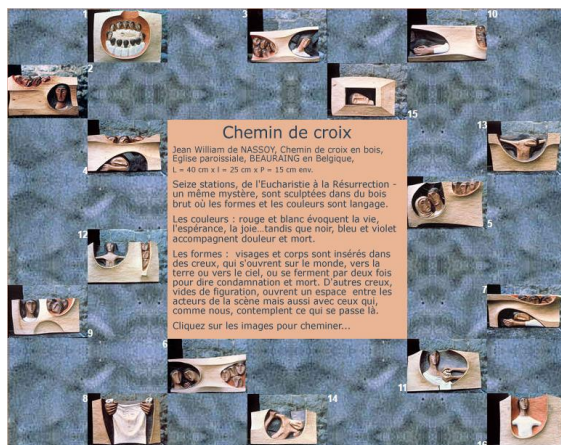 1
3
10
2
15
Chemin de croix
13
Jean William de NASSOY, Chemin de croix en bois,
Eglise paroissiale, BEAURAING en Belgique,
L = 40 cm x l = 25 cm x P = 15 cm env.
4
Seize stations, de l'Eucharistie à la Résurrection -
un même mystère, sont sculptées dans du bois
brut où les formes et les couleurs sont langage.
Les couleurs : rouge et blanc évoquent la vie,
l'espérance, la joie...tandis que noir, bleu et violet
accompagnent douleur et mort.
5
12
Les formes : visages et corps sont insérés dans
des creux, qui s'ouvrent sur le monde, vers la
terre ou vers le ciel, ou se ferment par deux fois
pour dire condamnation et mort. D'autres creux,
vides de figuration, ouvrent un espace entre les
acteurs de la scène mais aussi avec ceux qui,
comme nous, contemplent ce qui se passe là.
7
9
Cliquez sur les images pour cheminer...
6
11
8
14
16